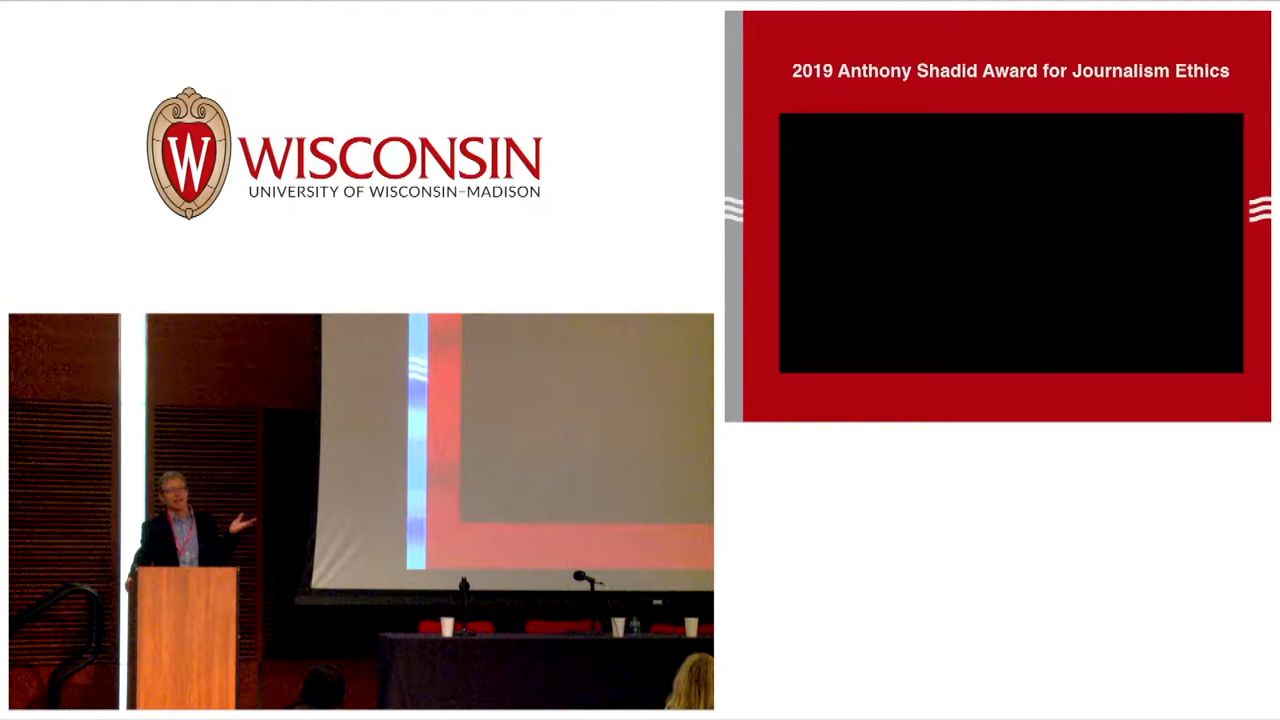 W
WISCONSIN
UNIVERSITY OF WISCONSIN–MADISON
2019 Anthony Shadid Award for Journalism Ethics